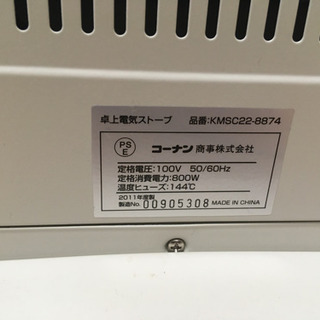 卓上電気ストーブ 品番:KMSC22-8874
PS
E
コーナン商事株式会社
定格電圧:100V 50/60Hz
定格消費電力:800W
温度ヒューズ:144℃
2011年度製
製造No.00905308 MADE IN CHINA